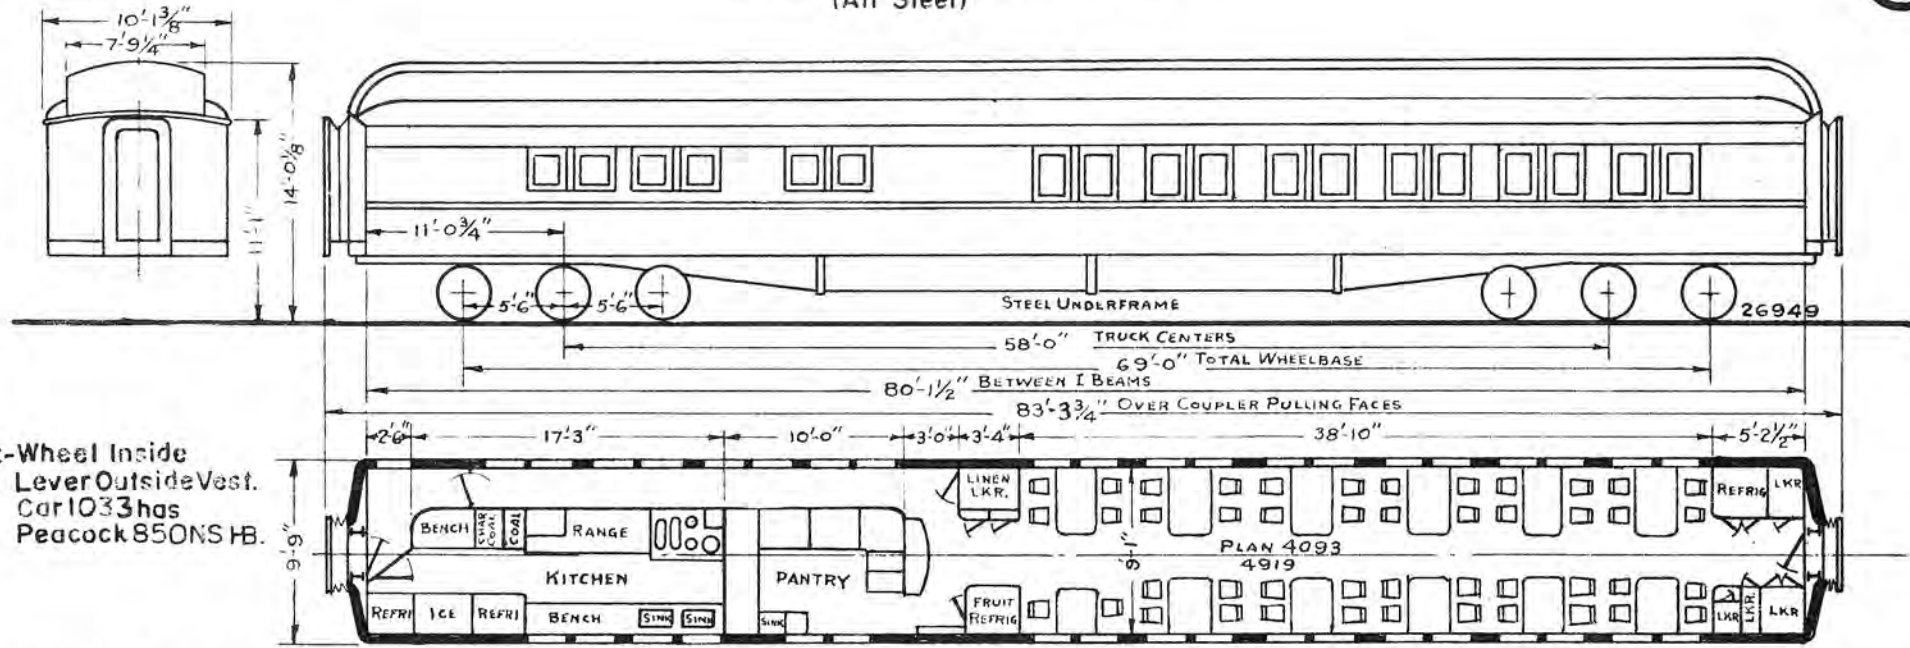 (All Steel)
10'-1 3/8"
7'-9 1/4"
14'-0 1/8"
11'-1"
11'-0 3/4"
5'-6" 5'-6"
STEEL UNDERFRAME
26949
58'-0" TRUCK CENTERS
69'-0" TOTAL WHEELBASE
80'-1 1/2" BETWEEN I BEAMS
83'-3 3/4" OVER COUPLER PULLING FACES
2'6" 17'-3" 10'-0" 3'-0" 3'-4" 38'-10" 5'-2 1/2"
-Wheel Inside
Lever Outside Vest.
Car 1033 has
Peacock 850NS HB.
9'-9"
LINEN
LKR.
REFRIG
LKR
BENCH
CHAR
COAL
COAL
RANGE
KITCHEN
PANTRY
9'-1"
PLAN 4093
4919
REFRI
ICE
REFRI
BENCH
SINK
SINK
SINK
FRUIT
REFRIG
LKR
LKR.
LKR